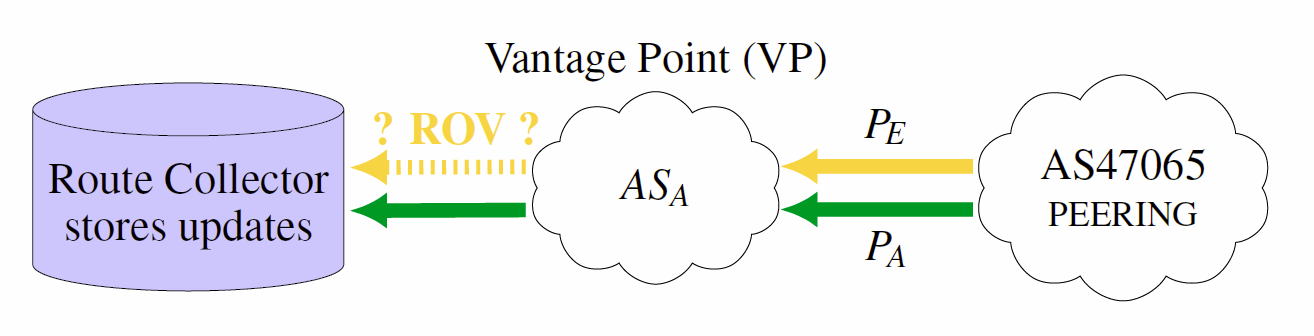 Vantage Point (VP)
? ROV ?
P_E
Route Collector
stores updates
AS_A
AS47065
PEERING
P_A